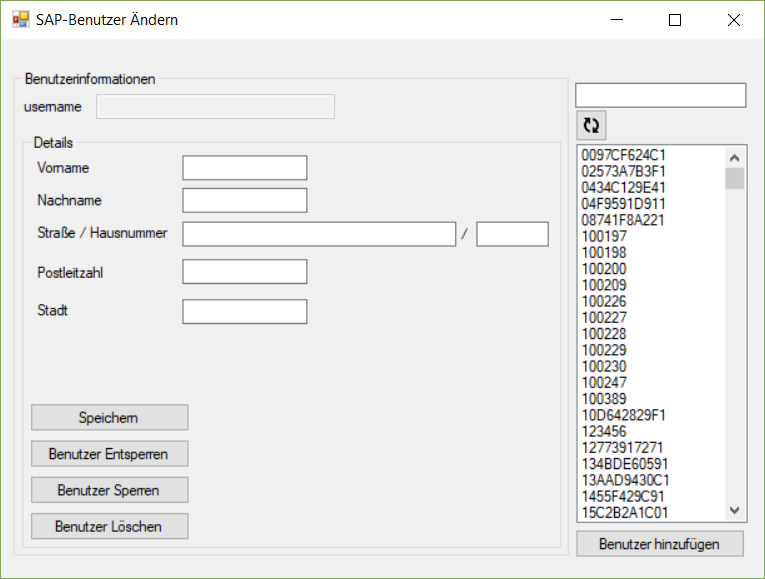 SAP-Benutzer Ändern
Benutzerinformationen
username
Details
Vorname
Nachname
Straße / Hausnummer /
Postleitzahl
Stadt
Speichern
Benutzer Entsperren
Benutzer Sperren
Benutzer Löschen
0097CF624C1
02573A7B3F1
0434C129E41
04F9591D911
08741F8A221
100197
100198
100200
100209
100226
100227
100228
100229
100230
100247
100389
10D642829F1
123456
12773917271
134BDE60591
13AAD9430C1
1455F429C91
15C2B2A1C01
Benutzer hinzufügen